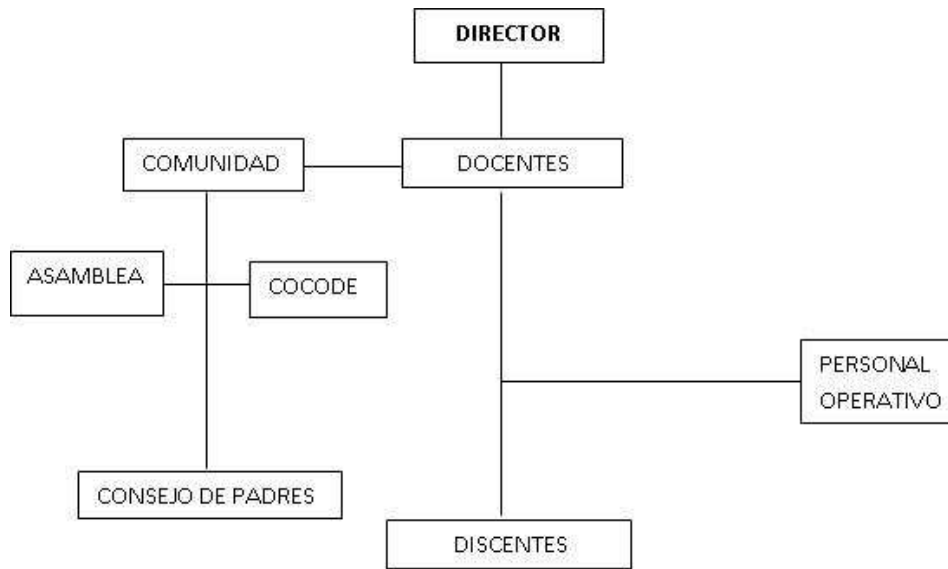 DIRECTOR
COMUNIDAD
DOCENTES
ASAMBLEA
COCODE
PERSONAL
OPERATIVO
CONSEJO DE PADRES
DISCENTES